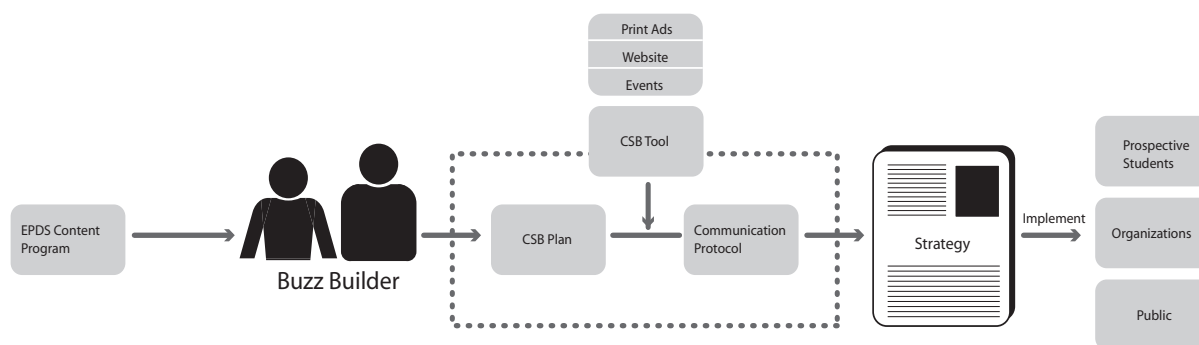 Print Ads
Website
Events
CSB Tool
EPDS Content
Program
Buzz Builder
CSB Plan
Communication
Protocol
Strategy
Implement
Prospective
Students
Organizations
Public